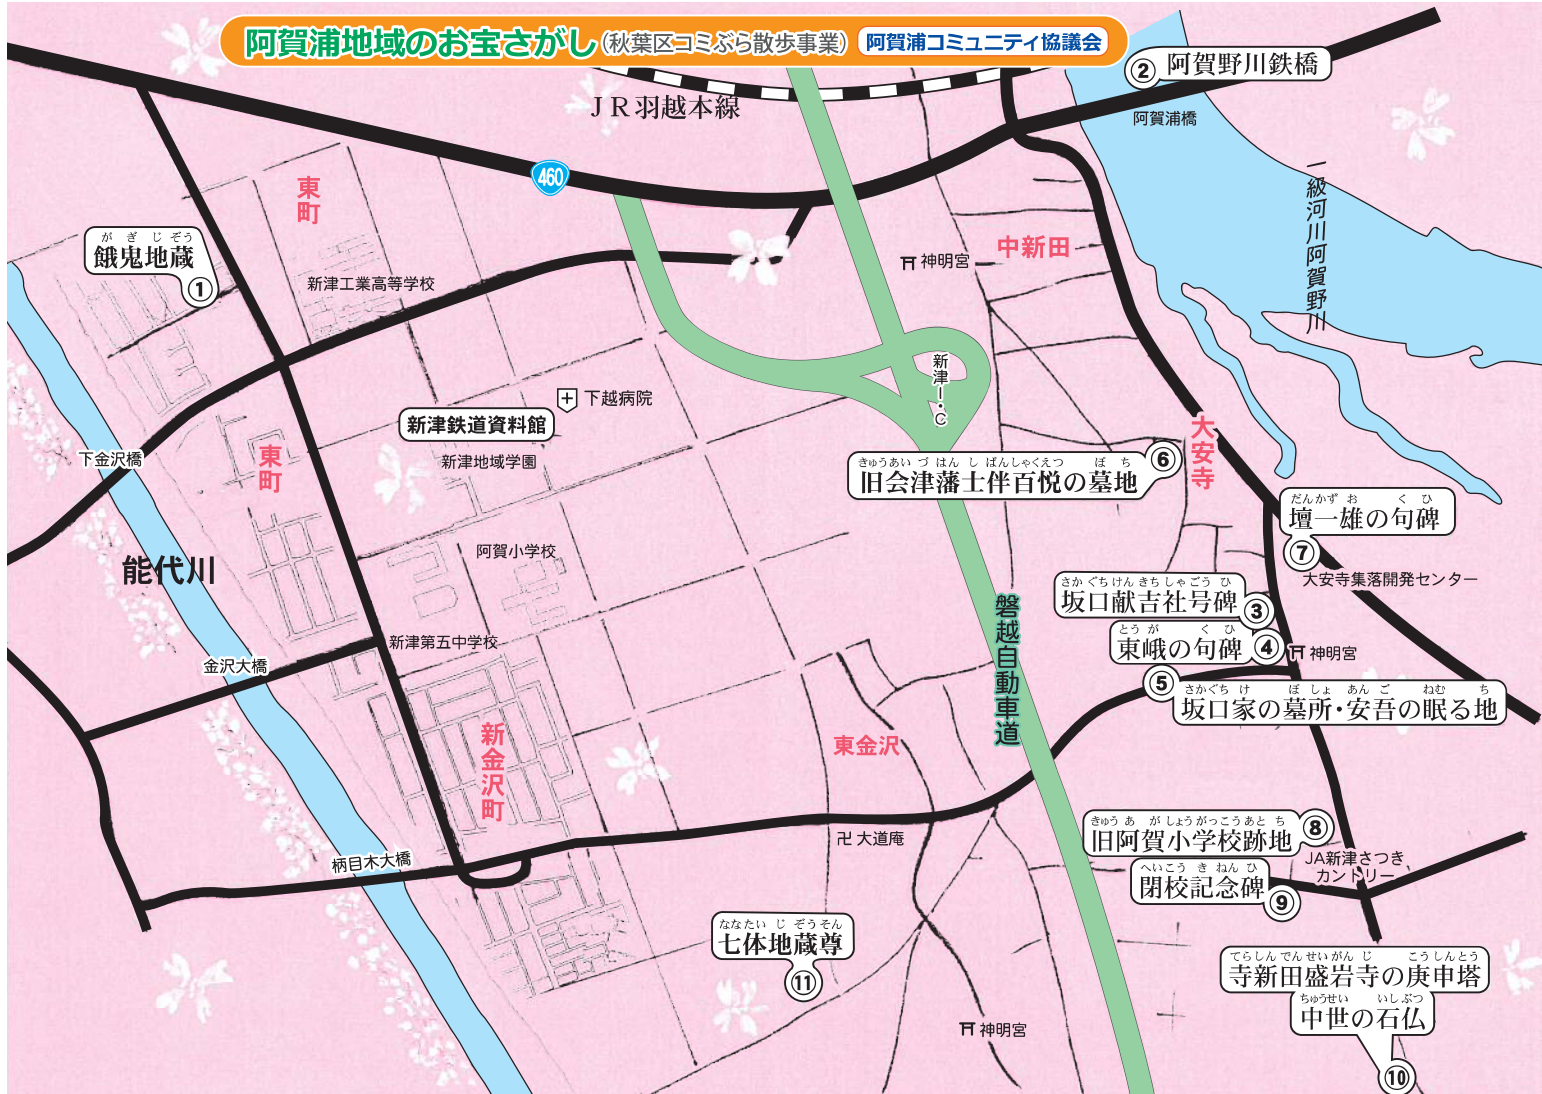 阿賀浦地域のお宝さがし（秋葉区コミぶら散歩事業） 阿賀浦コミュニティ協議会
② 阿賀野川鉄橋
ＪＲ羽越本線
阿賀浦橋
460
一級河川阿賀野川
東町
がきじぞう
餓鬼地蔵
①
新津工業高等学校
中新田
神明宮
新津I・C
下越病院
新津鉄道資料館
新津地域学園
大安寺
下金沢橋
東町
きゅうあいづはんしばんしゃくえつ ぼち
旧会津藩士伴百悦の墓地
⑥
だんかずお くひ
壇一雄の句碑
⑦
大安寺集落開発センター
阿賀小学校
能代川
さかぐちけんきちしゃごうひ
坂口献吉社号碑
③
磐越自動車道
とうが くひ
東峨の句碑
④
神明宮
新津第五中学校
金沢大橋
⑤
さかぐちけ ぼしょ あんご ねむ ち
坂口家の墓所・安吾の眠る地
新金沢町
東金沢
きゅうあがしょうがっこうあとち
旧阿賀小学校跡地
⑧
卍 大道庵
柄目木大橋
JA新津さつき
カントリー
へいこうきねんひ
閉校記念碑
⑨
ななたいじぞうそん
七体地蔵尊
⑪
てらしんでんせいがんじ こうしんとう
寺新田盛岩寺の庚申塔
ちゅうせい いしぶつ
中世の石仏
⑩
神明宮